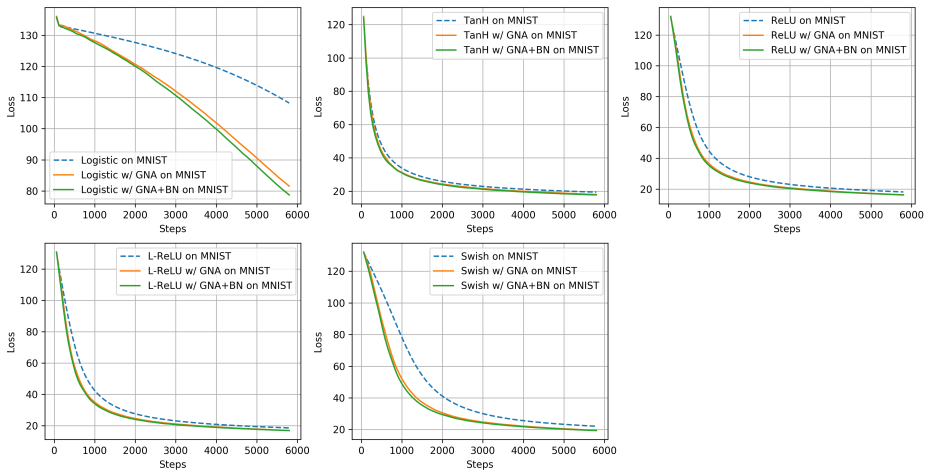 Loss
130
120
110
100
90
80
Logistic on MNIST
Logistic w/ GNA on MNIST
Logistic w/ GNA+BN on MNIST
0 1000 2000 3000 4000 5000 6000
Steps
Loss
120
100
80
60
40
20
TanH on MNIST
TanH w/ GNA on MNIST
TanH w/ GNA+BN on MNIST
0 1000 2000 3000 4000 5000 6000
Steps
Loss
120
100
80
60
40
20
ReLU on MNIST
ReLU w/ GNA on MNIST
ReLU w/ GNA+BN on MNIST
0 1000 2000 3000 4000 5000 6000
Steps
Loss
120
100
80
60
40
20
L-ReLU on MNIST
L-ReLU w/ GNA on MNIST
L-ReLU w/ GNA+BN on MNIST
0 1000 2000 3000 4000 5000 6000
Steps
Loss
140
120
100
80
60
40
20
Swish on MNIST
Swish w/ GNA on MNIST
Swish w/ GNA+BN on MNIST
0 1000 2000 3000 4000 5000 6000
Steps